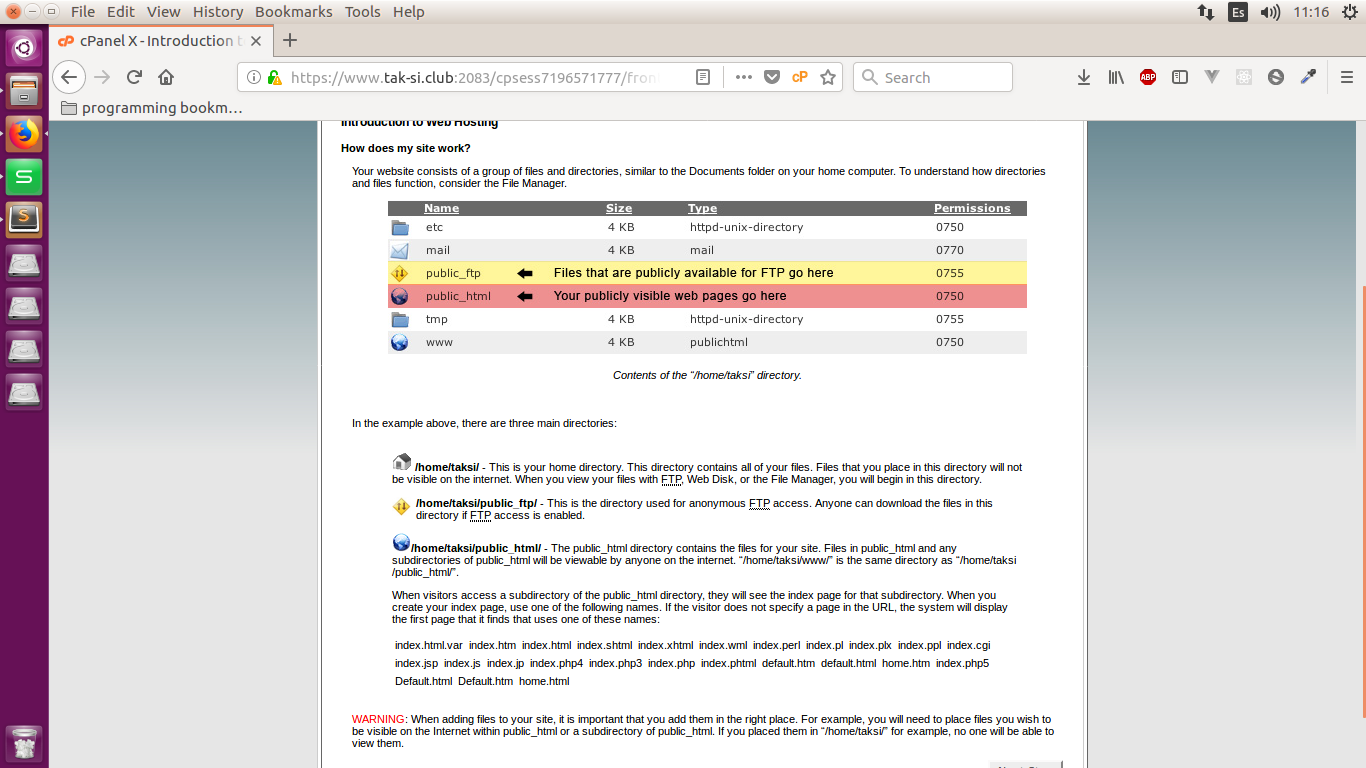 File Edit View History Bookmarks Tools Help
Es
11:16
cPanel X - Introduction t
https://www.tak-si.club:2083/cpsess7196571777/fron
cP
Search
ABP
programming bookm…
Introduction to Web Hosting
How does my site work?
Your website consists of a group of files and directories, similar to the Documents folder on your home computer. To understand how directories
and files function, consider the File Manager.
Name Size Type Permissions
etc 4 KB httpd-unix-directory 0750
mail 4 KB mail 0770
public_ftp Files that are publicly available for FTP go here 0755
public_html Your publicly visible web pages go here 0750
tmp 4 KB httpd-unix-directory 0755
www 4 KB publichtml 0750
Contents of the “/home/taksi” directory.
In the example above, there are three main directories:
/home/taksi/ - This is your home directory. This directory contains all of your files. Files that you place in this directory will not
be visible on the internet. When you view your files with FTP, Web Disk, or the File Manager, you will begin in this directory.
/home/taksi/public_ftp/ - This is the directory used for anonymous FTP access. Anyone can download the files in this
directory if FTP access is enabled.
/home/taksi/public_html/ - The public_html directory contains the files for your site. Files in public_html and any
subdirectories of public_html will be viewable by anyone on the internet. “/home/taksi/www/” is the same directory as “/home/taksi
/public_html/”.
When visitors access a subdirectory of the public_html directory, they will see the index page for that subdirectory. When you
create your index page, use one of the following names. If the visitor does not specify a page in the URL, the system will display
the first page that it finds that uses one of these names:
index.html.var index.htm index.html index.shtml index.xhtml index.wml index.perl index.pl index.plx index.ppl index.cgi
index.jsp index.js index.jp index.php4 index.php3 index.php index.phtml default.htm default.html home.htm index.php5
Default.html Default.htm home.html
WARNING: When adding files to your site, it is important that you add them in the right place. For example, you will need to place files you wish to
be visible on the Internet within public_html or a subdirectory of public_html. If you placed them in “/home/taksi/” for example, no one will be able to
view them.